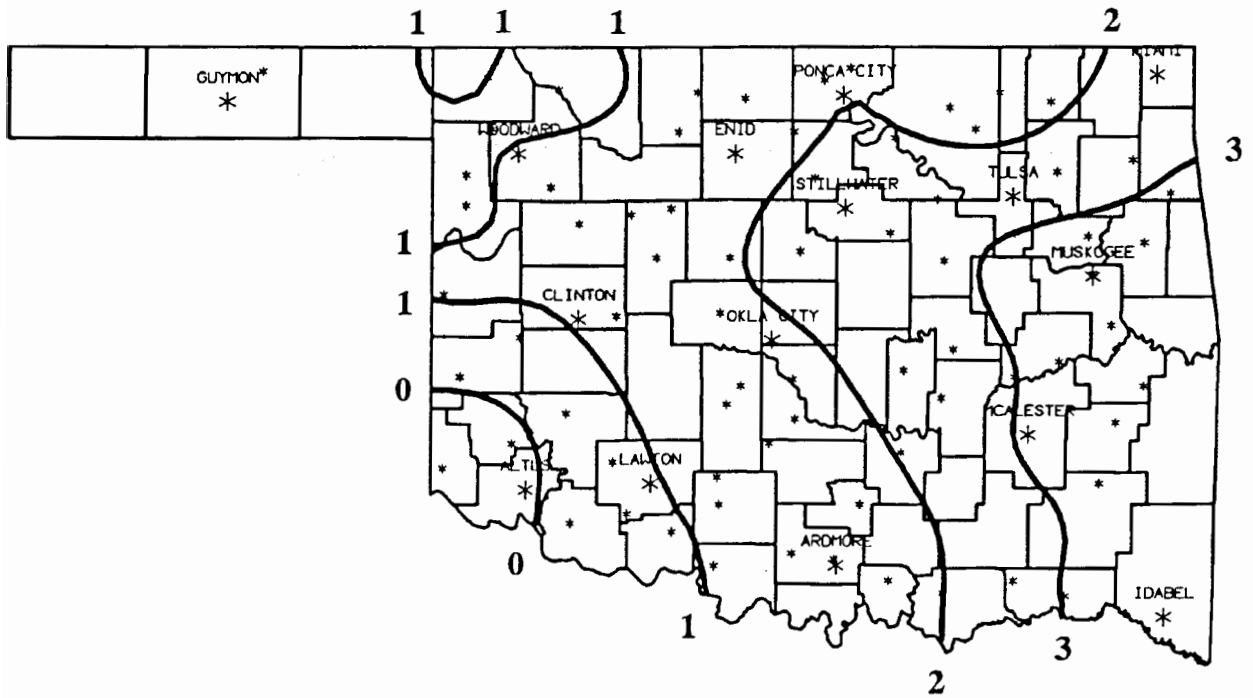 1 1 1 2
MIAMI
GUYMON
PONCA CITY
WOODWARD ENID
3
TULSA
STILLWATER
1
MUSKOGEE
1
CLINTON
OKLA CITY
0
MCALESTER
ALTUS LAWTON
ARDMORE
0
IDABEL
1
3
2